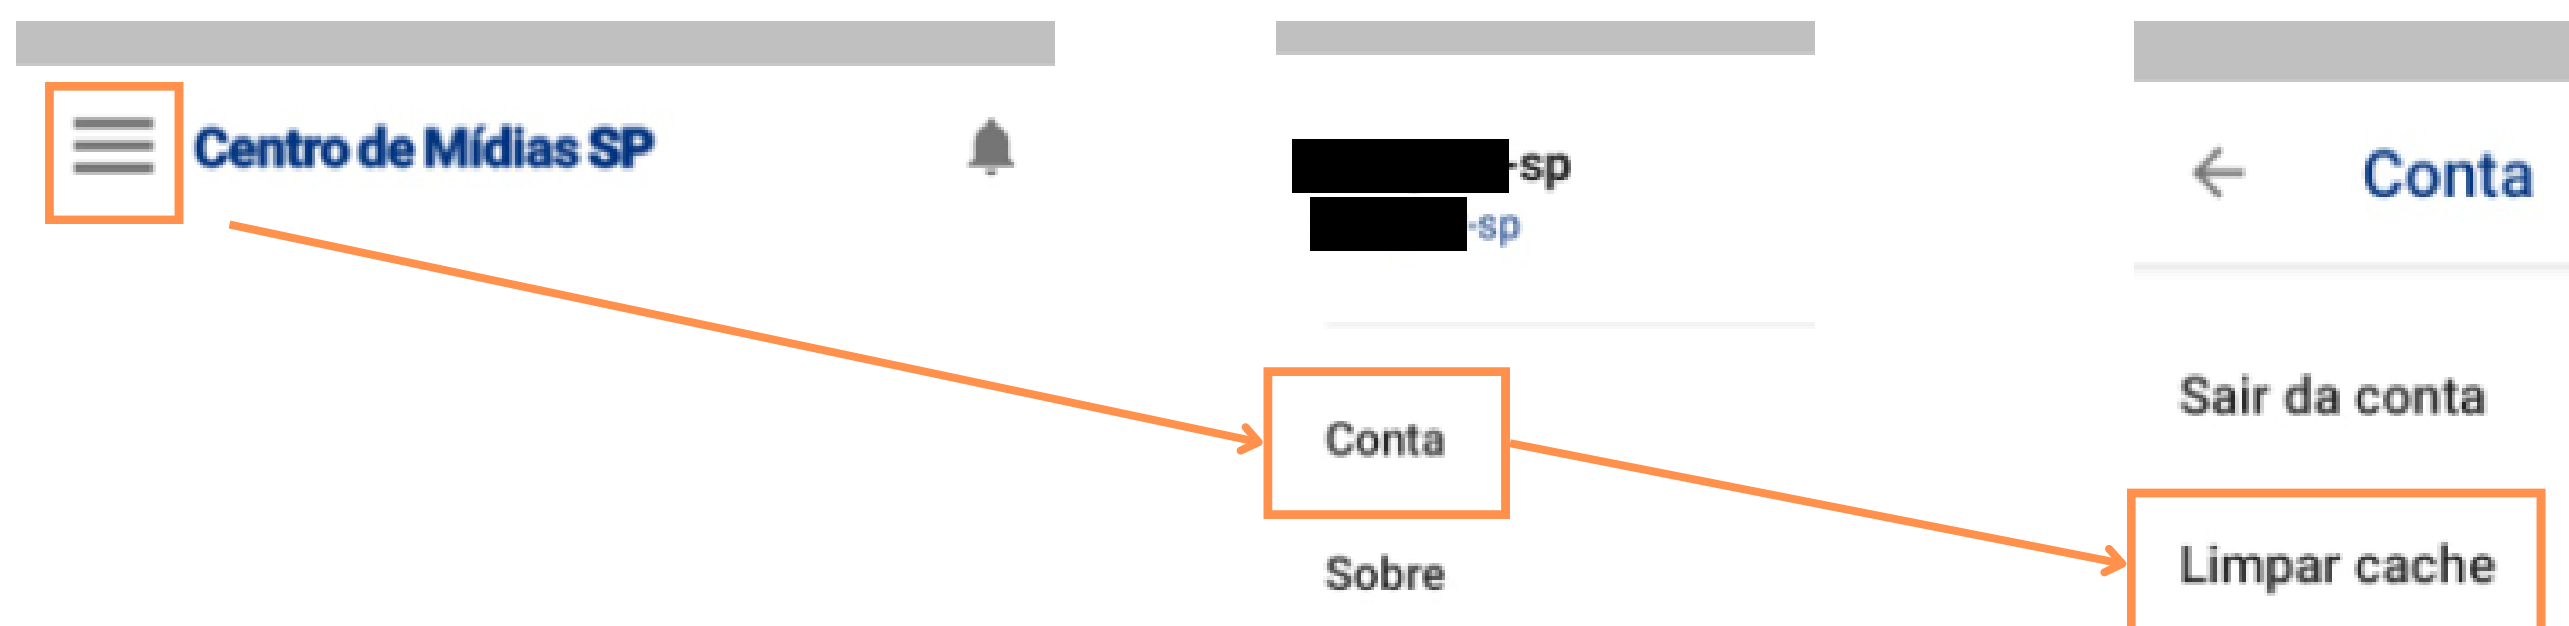 Centro de Mídias SP
-sp
-sp
Conta
Sobre
Conta
Sair da conta
Limpar cache